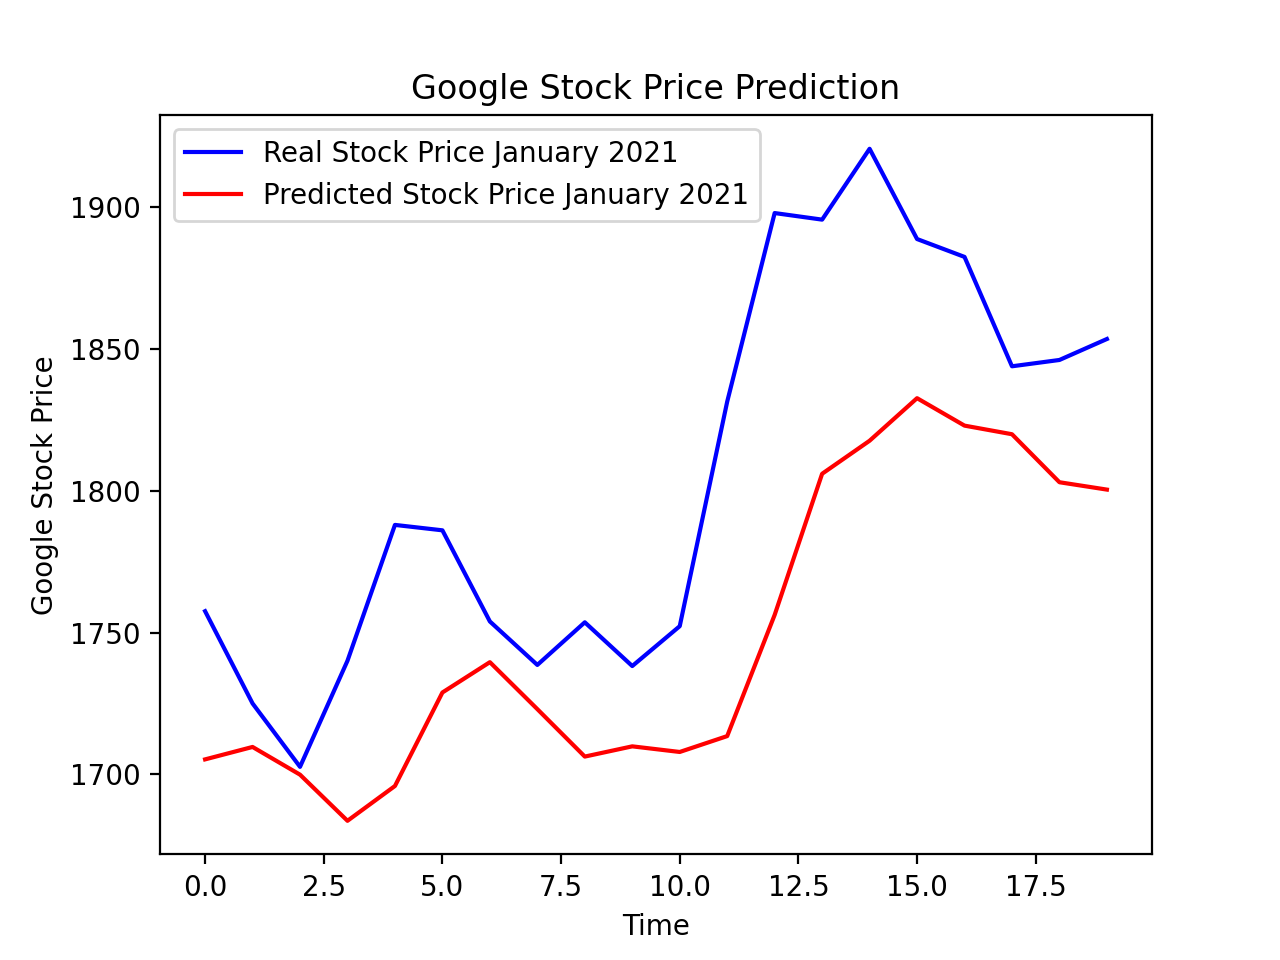 Google Stock Price Prediction
Real Stock Price January 2021
Predicted Stock Price January 2021
Google Stock Price
1900
1850
1800
1750
1700
0.0 2.5 5.0 7.5 10.0 12.5 15.0 17.5
Time